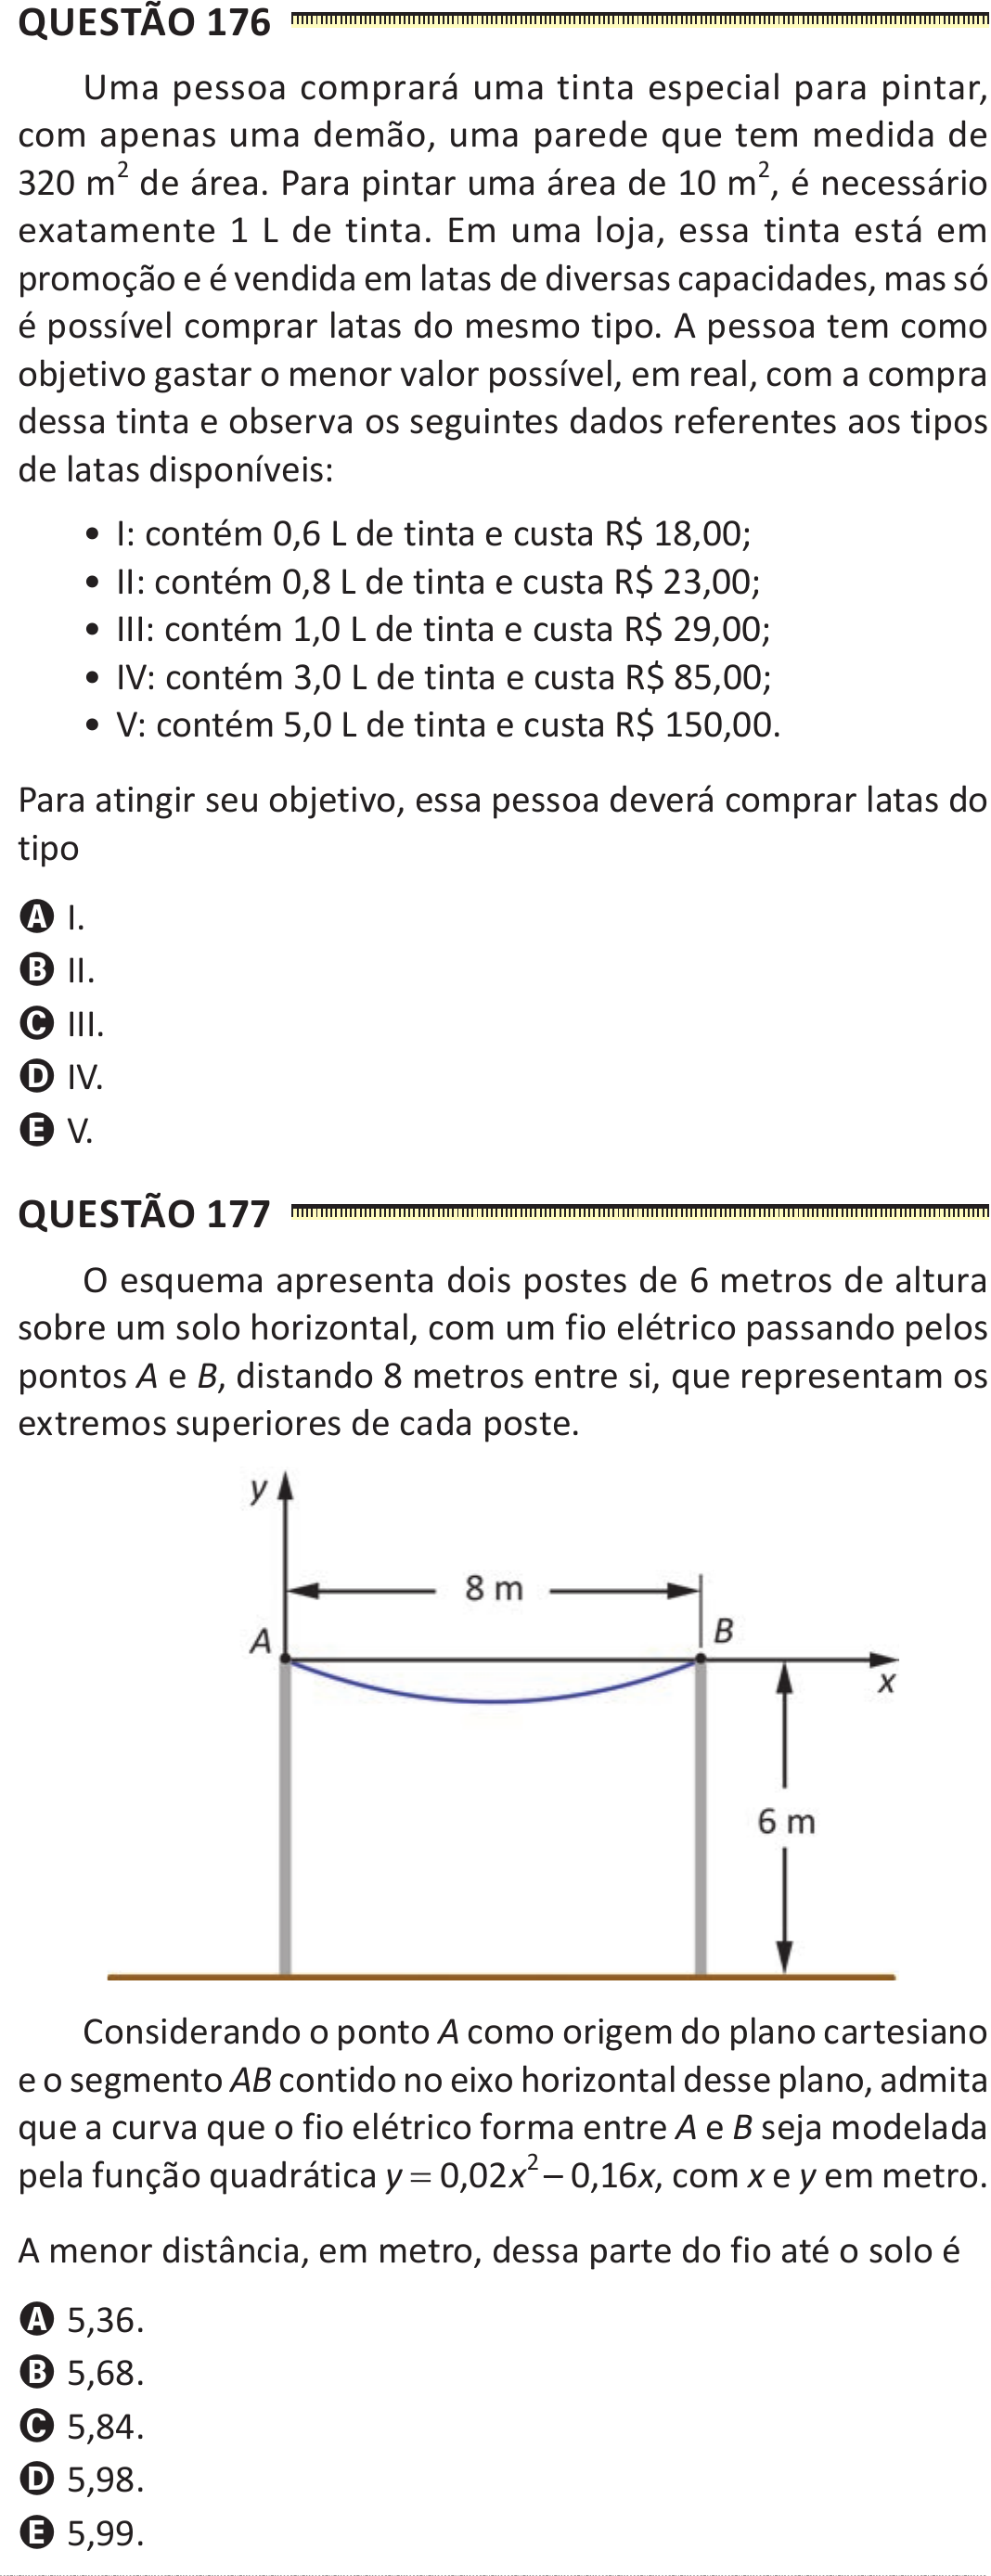 QUESTÃO 176
Uma pessoa comprará uma tinta especial para pintar,
com apenas uma demão, uma parede que tem medida de
320 m² de área. Para pintar uma área de 10 m², é necessário
exatamente 1 L de tinta. Em uma loja, essa tinta está em
promoção e é vendida em latas de diversas capacidades, mas só
é possível comprar latas do mesmo tipo. A pessoa tem como
objetivo gastar o menor valor possível, em real, com a compra
dessa tinta e observa os seguintes dados referentes aos tipos
de latas disponíveis:
• I: contém 0,6 L de tinta e custa R$ 18,00;
• II: contém 0,8 L de tinta e custa R$ 23,00;
• III: contém 1,0 L de tinta e custa R$ 29,00;
• IV: contém 3,0 L de tinta e custa R$ 85,00;
• V: contém 5,0 L de tinta e custa R$ 150,00.
Para atingir seu objetivo, essa pessoa deverá comprar latas do
tipo
A I.
B II.
C III.
D IV.
E V.
QUESTÃO 177
O esquema apresenta dois postes de 6 metros de altura
sobre um solo horizontal, com um fio elétrico passando pelos
pontos A e B, distando 8 metros entre si, que representam os
extremos superiores de cada poste.
y
8 m
A
B
x
6 m
Considerando o ponto A como origem do plano cartesiano
e o segmento AB contido no eixo horizontal desse plano, admita
que a curva que o fio elétrico forma entre A e B seja modelada
pela função quadrática y = 0,02x² – 0,16x, com x e y em metro.
A menor distância, em metro, dessa parte do fio até o solo é
A 5,36.
B 5,68.
C 5,84.
D 5,98.
E 5,99.